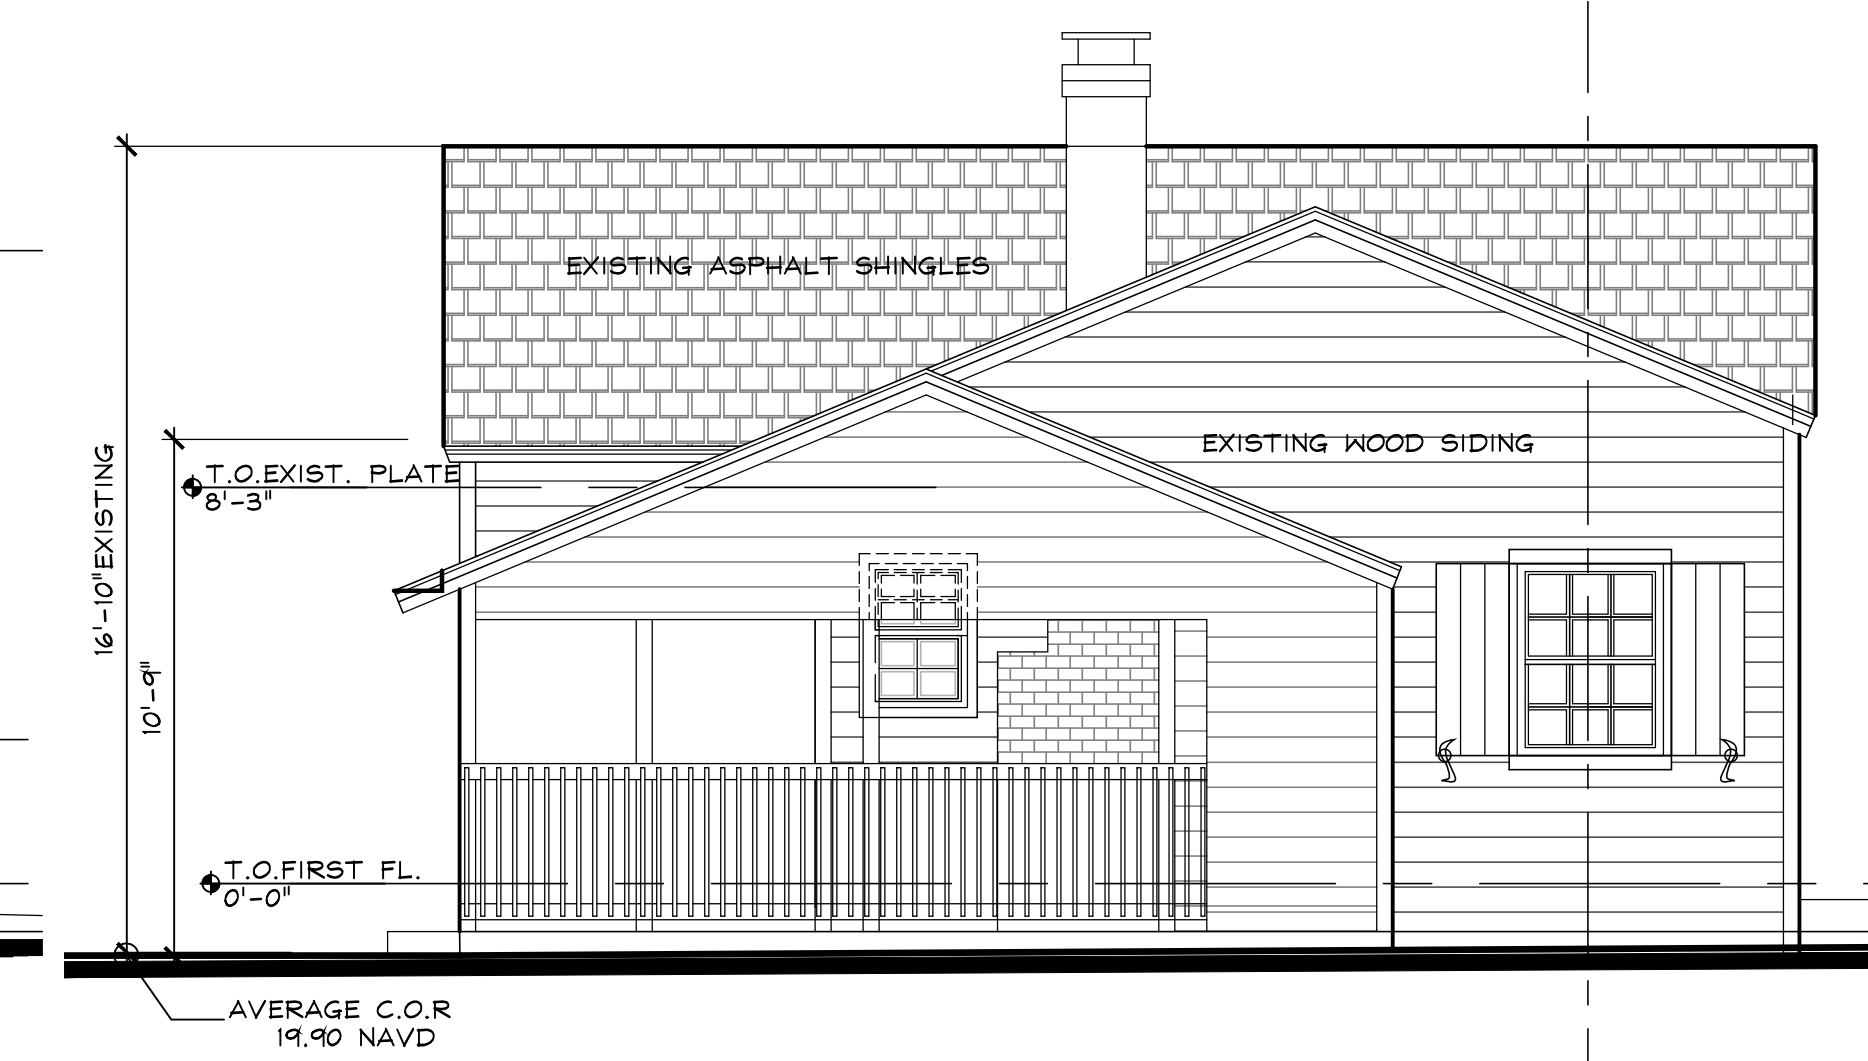 EXISTING ASPHALT SHINGLES
EXISTING WOOD SIDING
T.O.EXIST. PLATE
8'-3"
16'-10"EXISTING
10'-9"
T.O.FIRST FL.
0'-0"
AVERAGE C.O.R
19.90 NAVD